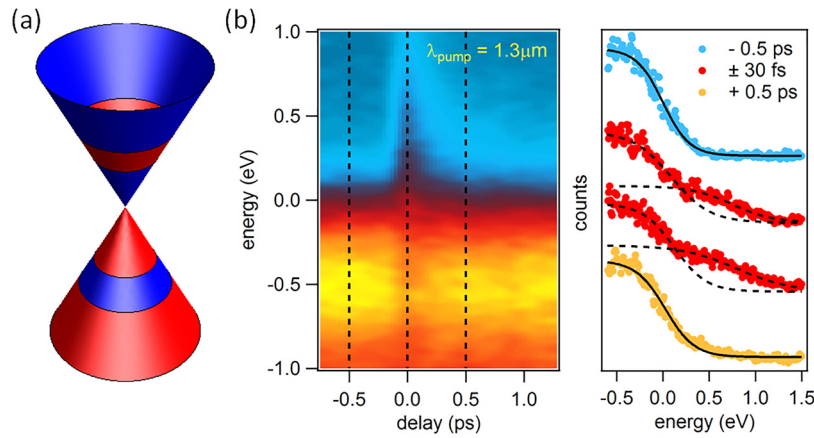 (a)
(b)
λpump = 1.3μm
1.0
0.5
0.0
-0.5
-1.0
energy (eV)
-0.5
0.0
0.5
1.0
delay (ps)
- 0.5 ps
± 30 fs
+ 0.5 ps
counts
-0.5
0.0
0.5
1.0
1.5
energy (eV)